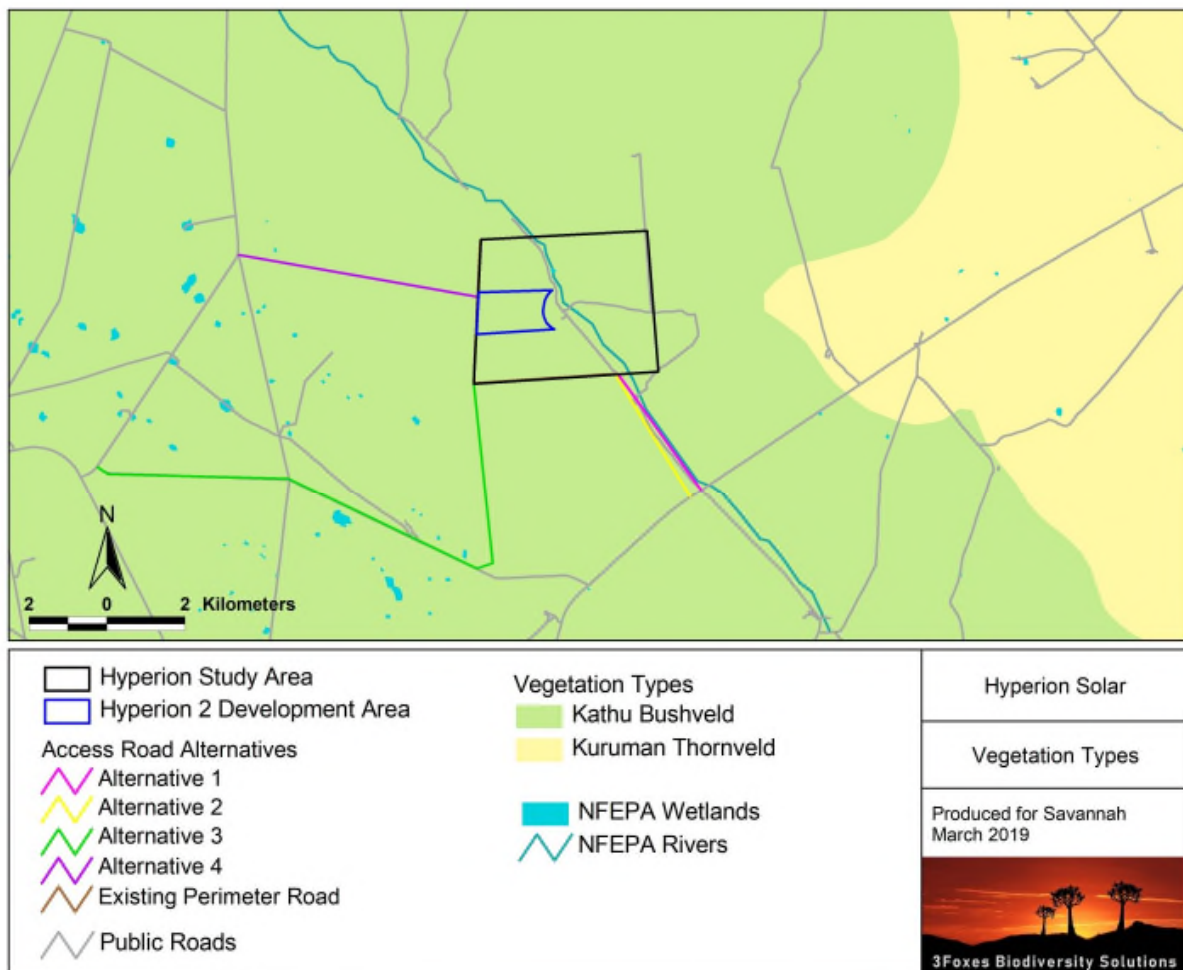 N
2 0 2 Kilometers
Hyperion Study Area
Hyperion 2 Development Area
Access Road Alternatives
Alternative 1
Alternative 2
Alternative 3
Alternative 4
Existing Perimeter Road
Public Roads
Vegetation Types
Kathu Bushveld
Kuruman Thornveld
NFEPA Wetlands
NFEPA Rivers
Hyperion Solar
Vegetation Types
Produced for Savannah
March 2019
3Foxes Biodiversity Solutions